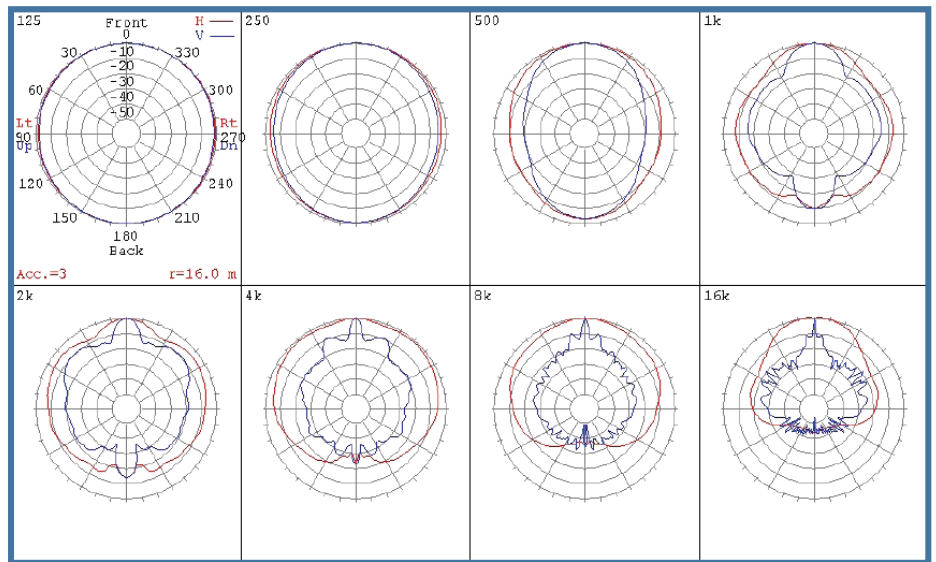 125 Front H
V
0
30 -10 330
-20
-30
60 -40 300
-50
Lt Rt
90 270
Up Dn
120 240
150 210
180
Back
Acc.=3 r=16.0 m
250
500
1k
2k
4k
8k
16k